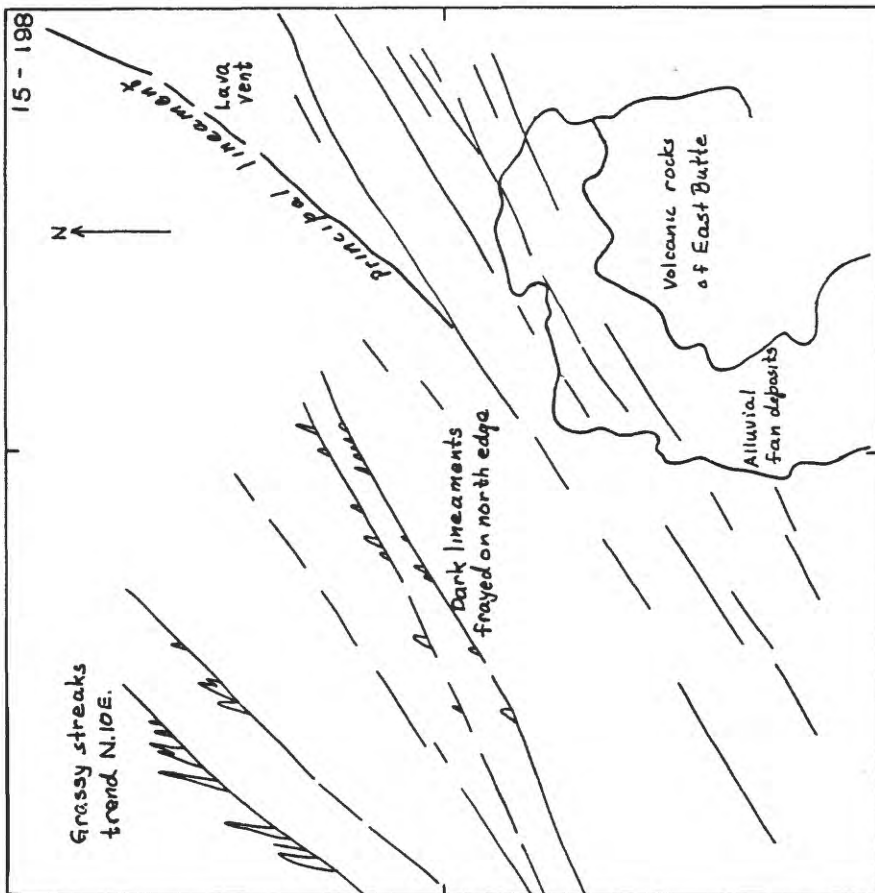 15-198
N
principal lineament
Lava
vent
Volcanic rocks
of East Butte
Alluvial
fan deposits
Dark lineaments
frayed on north edge
Grassy streaks
trend N.10E.